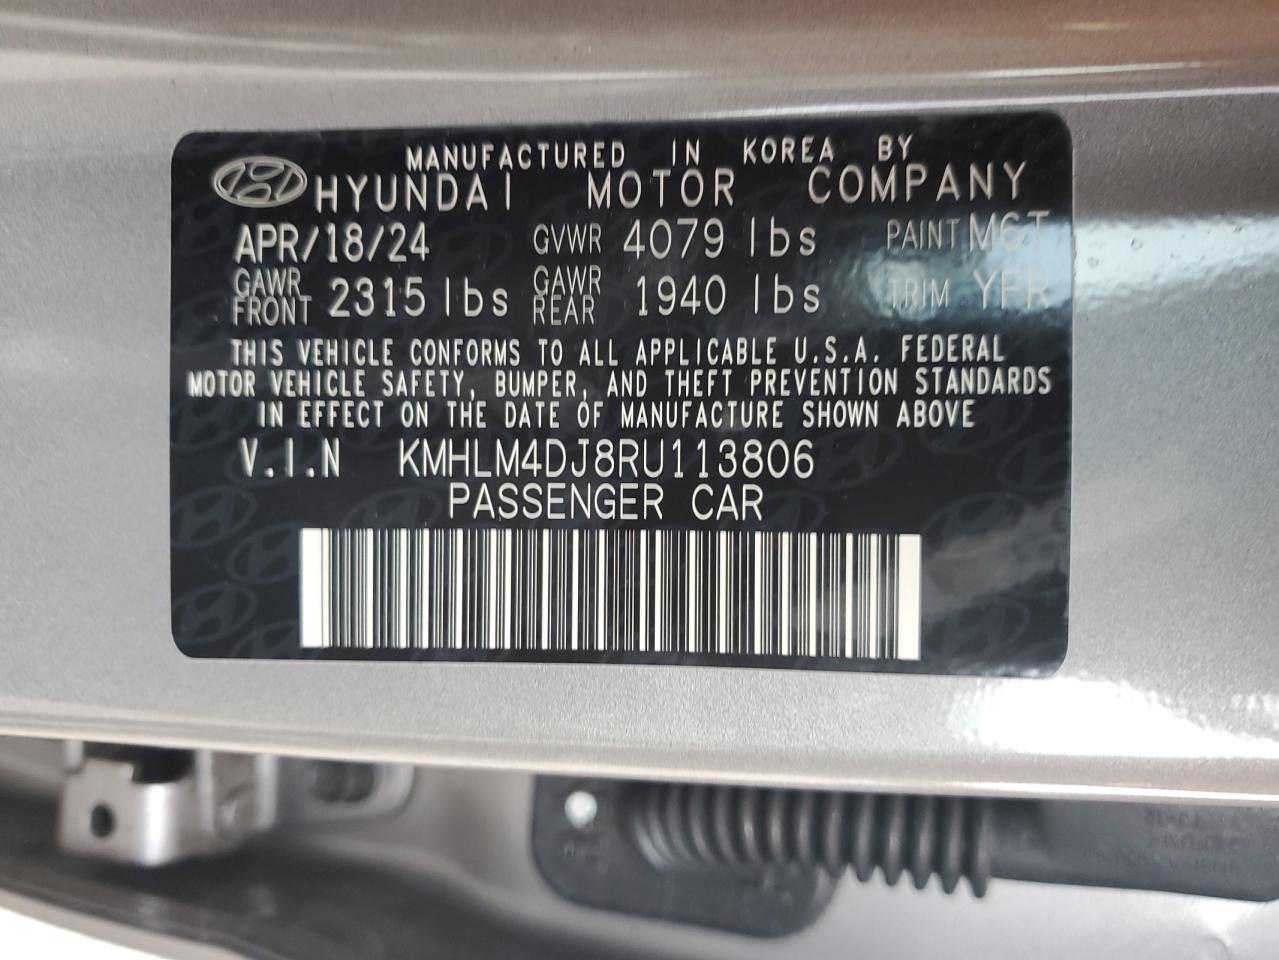 MANUFACTURED IN KOREA BY
HYUNDAI MOTOR COMPANY
APR/18/24 GVWR 4079 lbs PAINT M6T
GAWR FRONT 2315 lbs GAWR REAR 1940 lbs TRIM YFR
THIS VEHICLE CONFORMS TO ALL APPLICABLE U.S.A. FEDERAL
MOTOR VEHICLE SAFETY, BUMPER, AND THEFT PREVENTION STANDARDS
IN EFFECT ON THE DATE OF MANUFACTURE SHOWN ABOVE
V.I.N KMHLM4DJ8RU113806
PASSENGER CAR